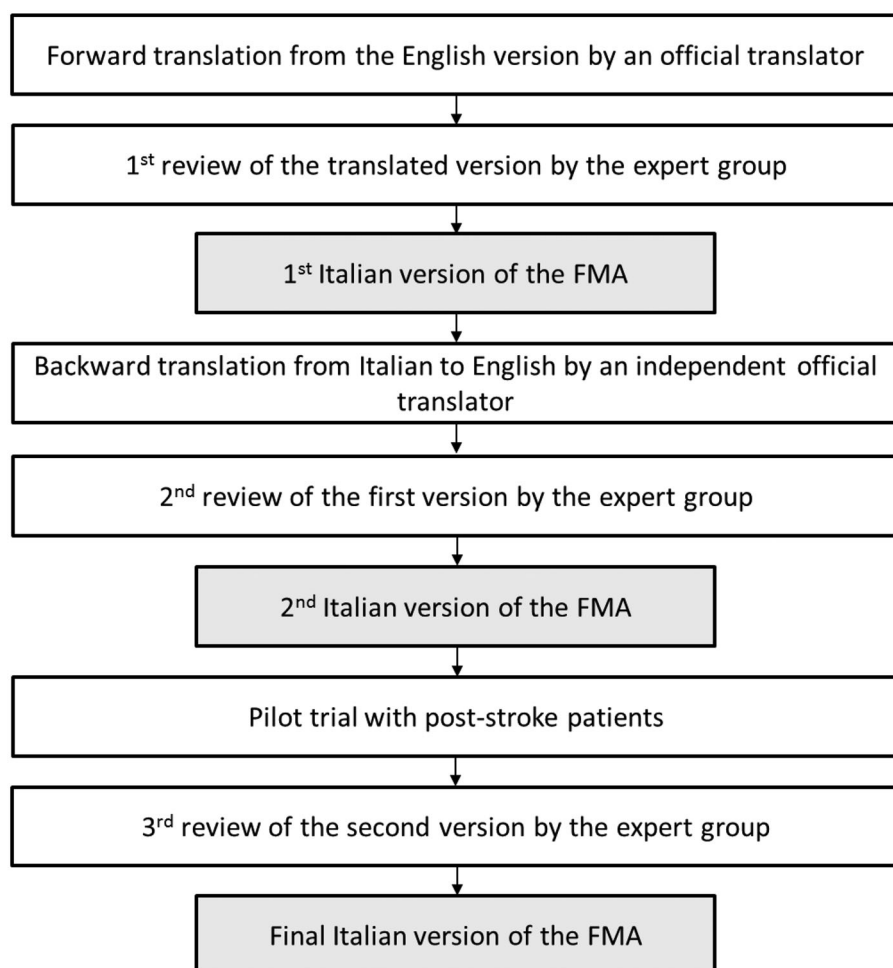 Forward translation from the English version by an official translator
1st review of the translated version by the expert group
1st Italian version of the FMA
Backward translation from Italian to English by an independent official
translator
2nd review of the first version by the expert group
2nd Italian version of the FMA
Pilot trial with post-stroke patients
3rd review of the second version by the expert group
Final Italian version of the FMA